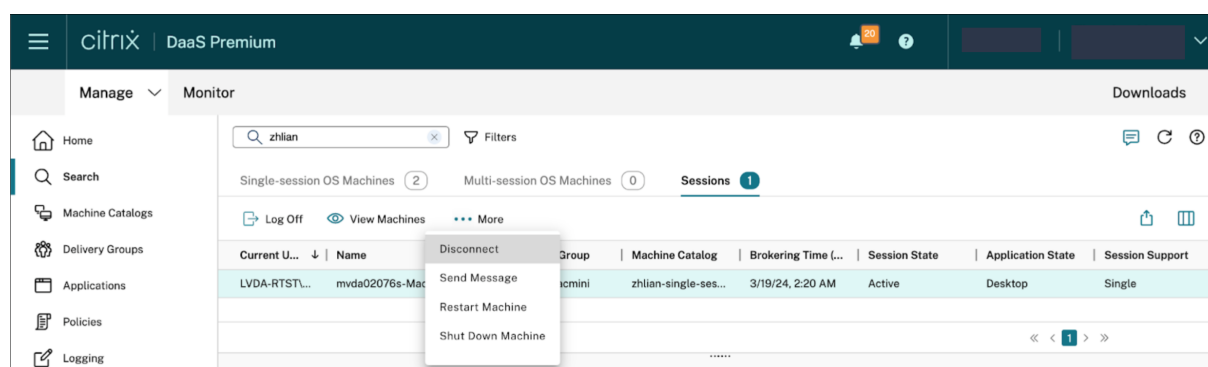 citrix | DaaS Premium 20 ?
Manage Monitor Downloads
Home
Search
Machine Catalogs
Delivery Groups
Applications
Policies
Logging
zhlian Filters
Single-session OS Machines 2 Multi-session OS Machines 0 Sessions 1
Log Off View Machines ••• More
Disconnect
Send Message
Restart Machine
Shut Down Machine
Current U... ↓ Name Group Machine Catalog Brokering Time (... Session State Application State Session Support
LVDA-RTST\... mvda02076s-Mac acmini zhlian-single-ses... 3/19/24, 2:20 AM Active Desktop Single
« < 1 > »